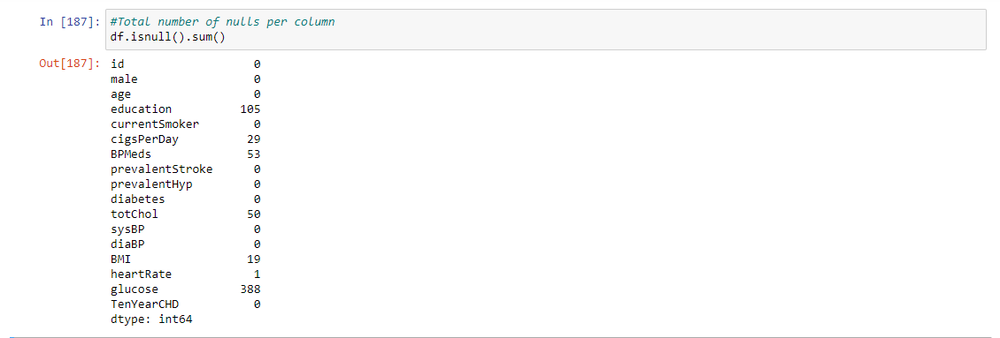 In [187]: #Total number of nulls per column
df.isnull().sum()
Out[187]: id 0
male 0
age 0
education 105
currentSmoker 0
cigsPerDay 29
BPMeds 53
prevalentStroke 0
prevalentHyp 0
diabetes 0
totChol 50
sysBP 0
diaBP 0
BMI 19
heartRate 1
glucose 388
TenYearCHD 0
dtype: int64